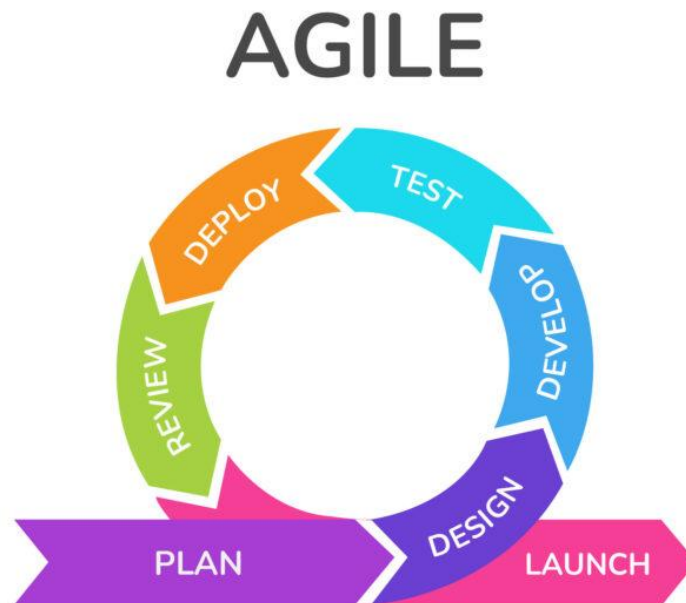 AGILE
PLAN
DESIGN
DEVELOP
TEST
DEPLOY
REVIEW
LAUNCH